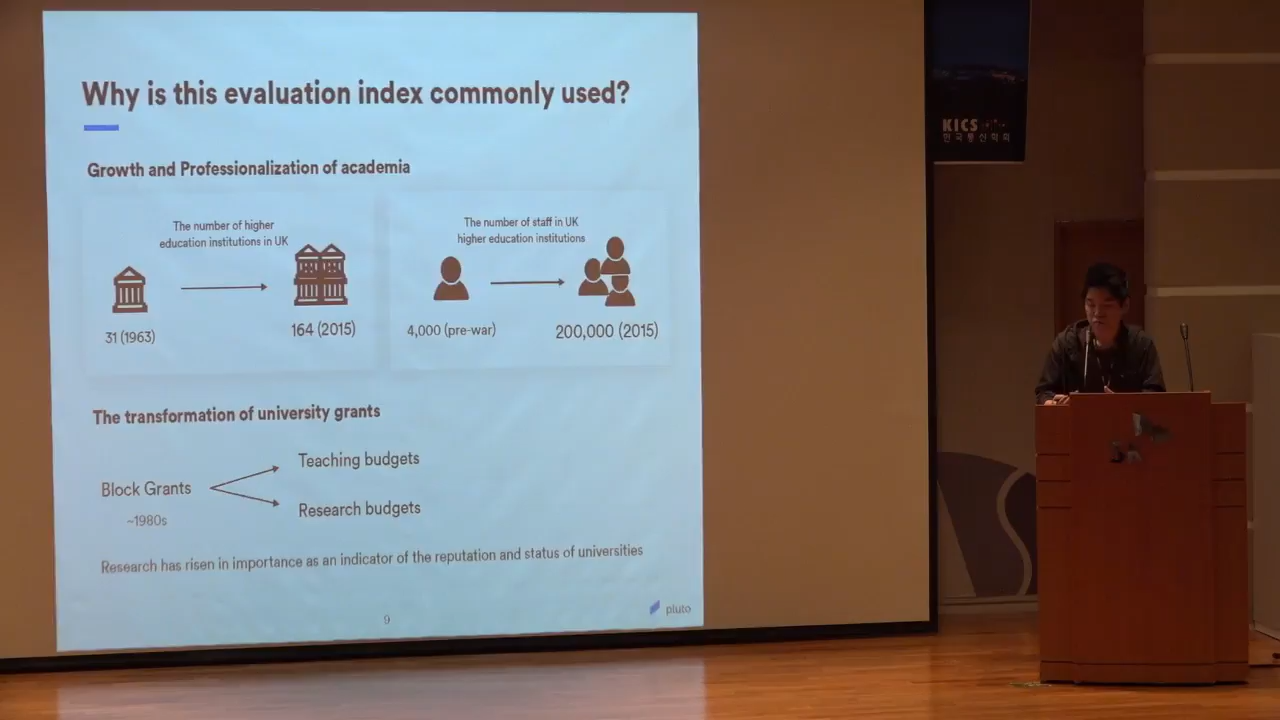 Why is this evaluation index commonly used?
Growth and Professionalization of academia
The number of higher
education institutions in UK
31 (1963)
164 (2015)
The number of staff in UK
higher education institutions
4,000 (pre-war)
200,000 (2015)
The transformation of university grants
Block Grants
~1980s
Teaching budgets
Research budgets
Research has risen in importance as an indicator of the reputation and status of universities
9
pluto
KICS
한국통신학회